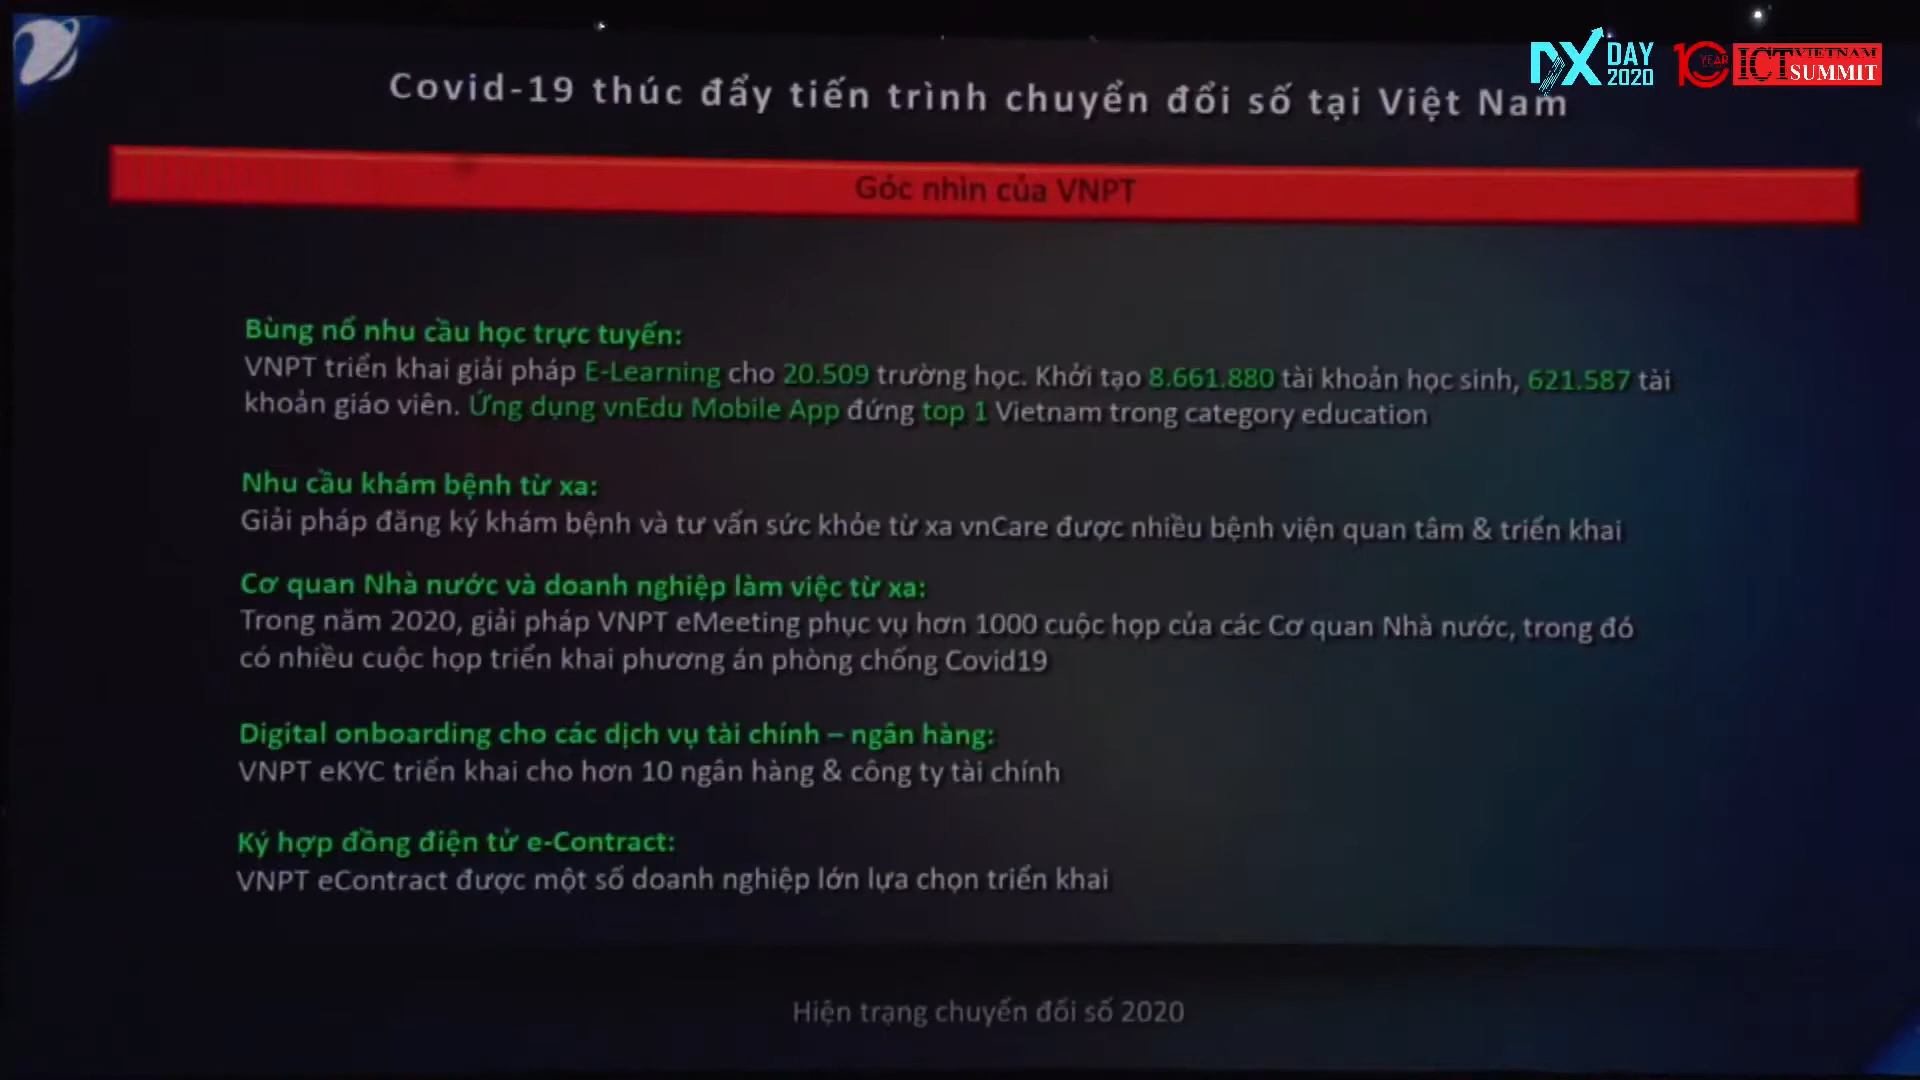 DX DAY 2020
10 YEAR ICT VIETNAM SUMMIT
Covid-19 thúc đẩy tiến trình chuyển đổi số tại Việt Nam
Góc nhìn của VNPT
Bùng nổ nhu cầu học trực tuyến:
VNPT triển khai giải pháp E-Learning cho 20.509 trường học. Khởi tạo 8.661.880 tài khoản học sinh, 621.587 tài
khoản giáo viên. Ứng dụng vnEdu Mobile App đứng top 1 Vietnam trong category education
Nhu cầu khám bệnh từ xa:
Giải pháp đăng ký khám bệnh và tư vấn sức khỏe từ xa vnCare được nhiều bệnh viện quan tâm & triển khai
Cơ quan Nhà nước và doanh nghiệp làm việc từ xa:
Trong năm 2020, giải pháp VNPT eMeeting phục vụ hơn 1000 cuộc họp của các Cơ quan Nhà nước, trong đó
có nhiều cuộc họp triển khai phương án phòng chống Covid19
Digital onboarding cho các dịch vụ tài chính – ngân hàng:
VNPT eKYC triển khai cho hơn 10 ngân hàng & công ty tài chính
Ký hợp đồng điện tử e-Contract:
VNPT eContract được một số doanh nghiệp lớn lựa chọn triển khai
Hiện trạng chuyển đổi số 2020